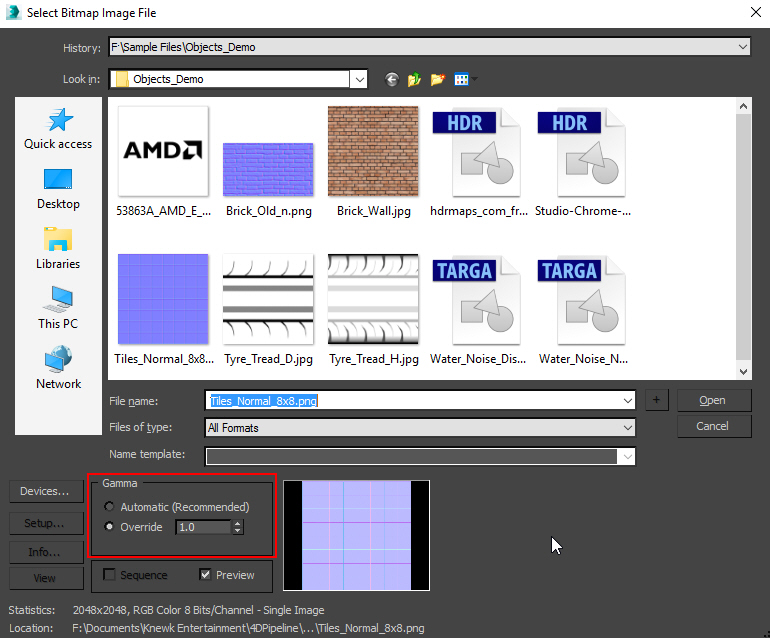 Select Bitmap Image File
History: F:\Sample Files\Objects_Demo
Look in: Objects_Demo
Quick access
Desktop
Libraries
This PC
Network
AMD
HDR
HDR
53863A_AMD_E_...
Brick_Old_n.png
Brick_Wall.jpg
hdrmaps_com_fr...
Studio-Chrome-...
TARGA
TARGA
Tiles_Normal_8x8...
Tyre_Tread_D.jpg
Tyre_Tread_H.jpg
Water_Noise_Dis...
Water_Noise_N...
File name: Tiles_Normal_8x8.png
+
Open
Files of type: All Formats
Cancel
Name template:
Devices...
Setup...
Info...
View
Gamma
Automatic (Recommended)
Override 1.0
Sequence
Preview
Statistics: 2048x2048, RGB Color 8 Bits/Channel - Single Image
Location: F:\Documents\Knewk Entertainment\4DPipeline\...\Tiles_Normal_8x8.png